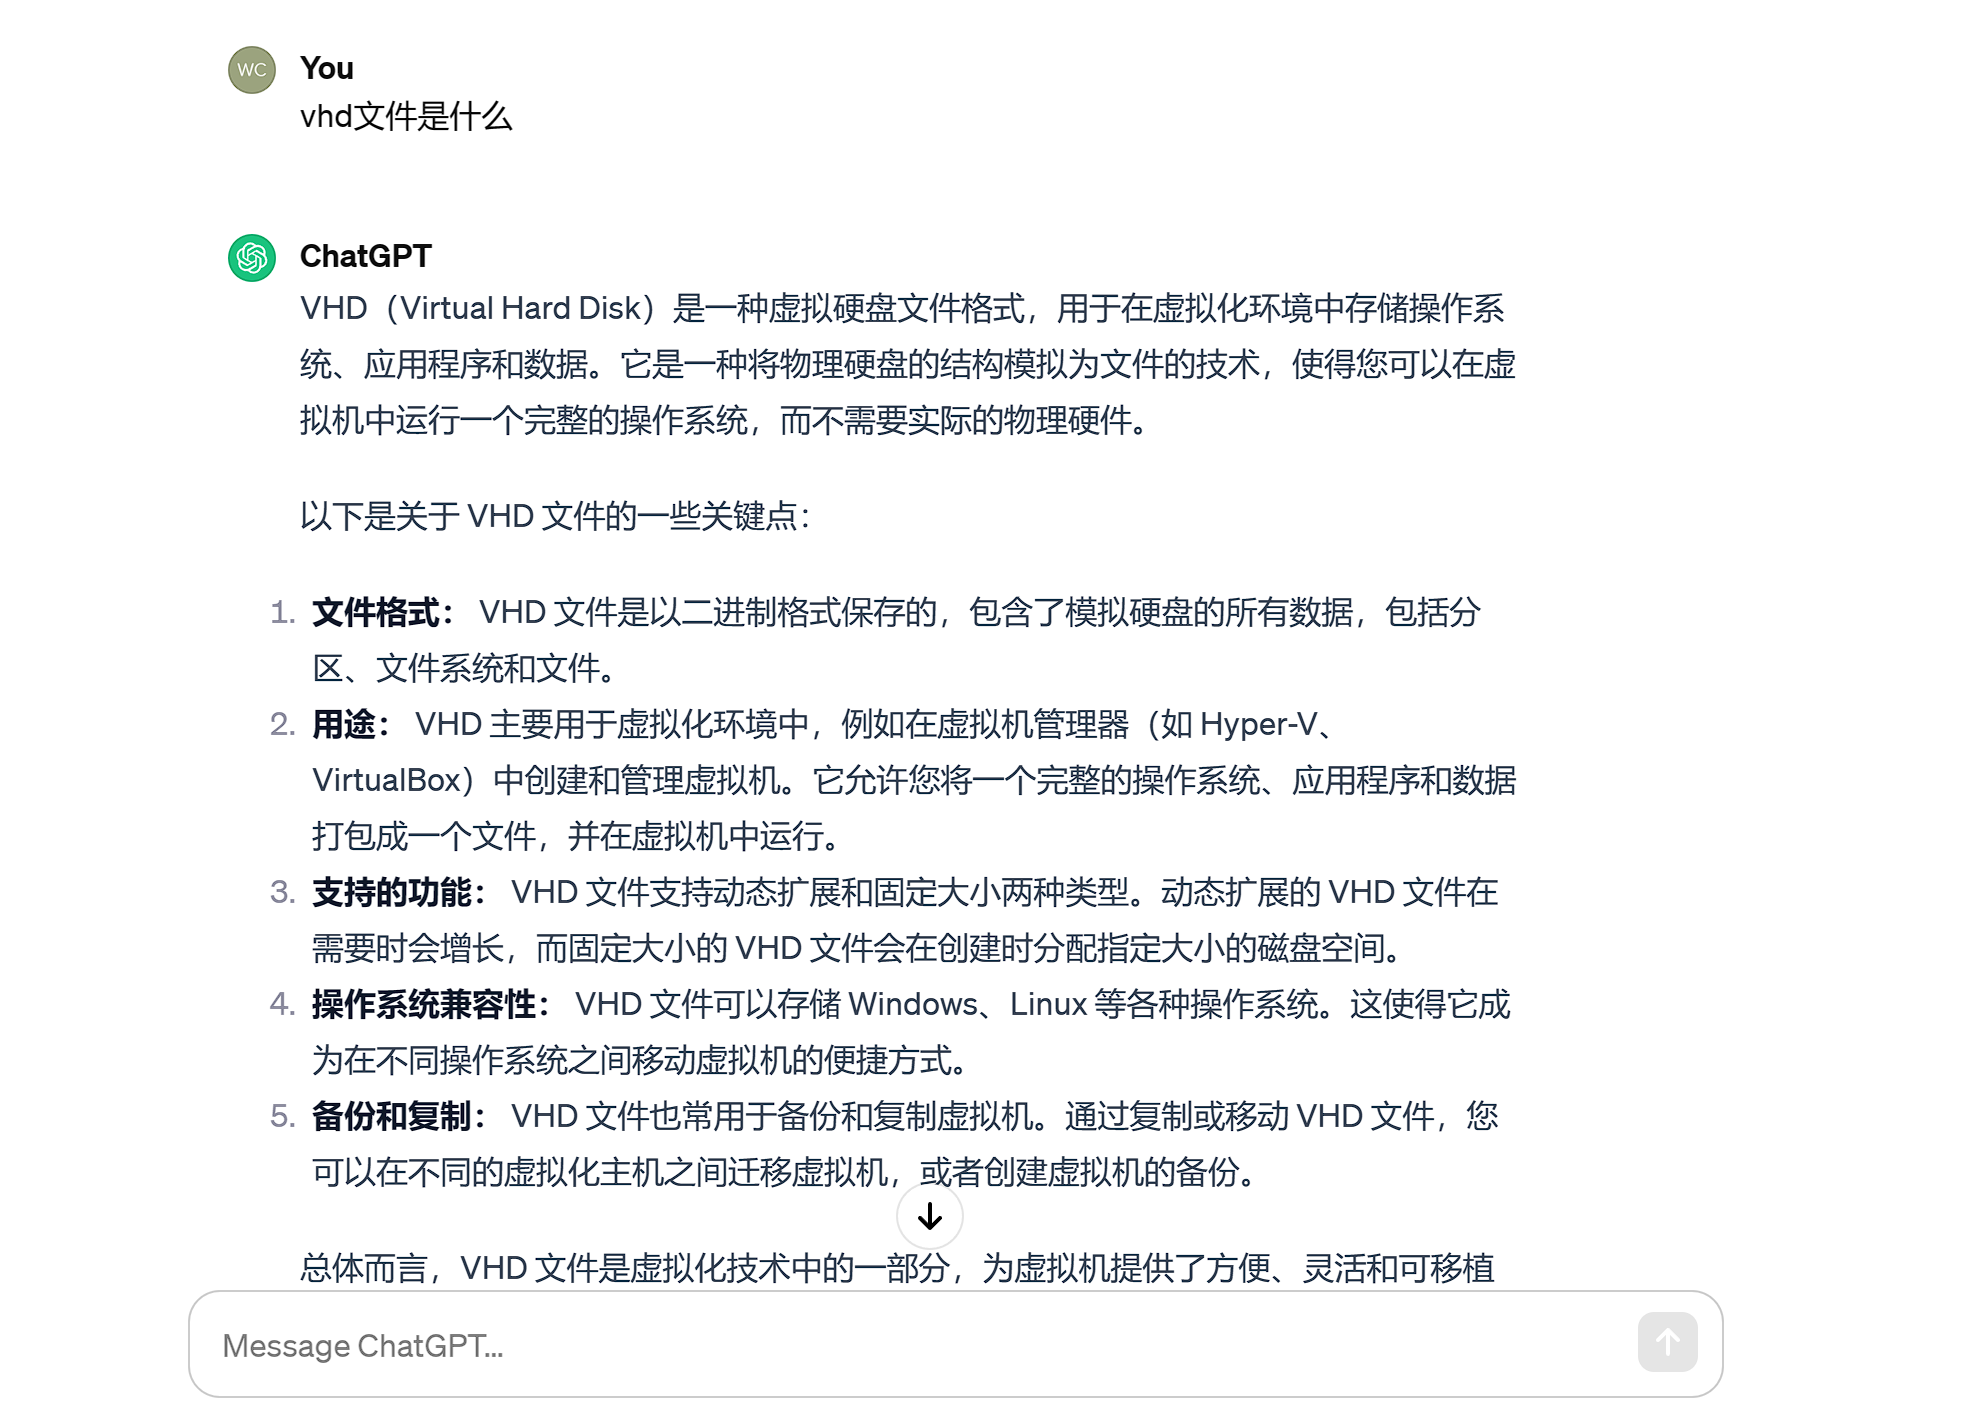 WC
You
vhd文件是什么
ChatGPT
VHD（Virtual Hard Disk）是一种虚拟硬盘文件格式，用于在虚拟化环境中存储操作系
统、应用程序和数据。它是一种将物理硬盘的结构模拟为文件的技术，使得您可以在虚
拟机中运行一个完整的操作系统，而不需要实际的物理硬件。
以下是关于 VHD 文件的一些关键点：
1. 文件格式： VHD 文件是以二进制格式保存的，包含了模拟硬盘的所有数据，包括分
区、文件系统和文件。
2. 用途： VHD 主要用于虚拟化环境中，例如在虚拟机管理器（如 Hyper-V、
VirtualBox）中创建和管理虚拟机。它允许您将一个完整的操作系统、应用程序和数据
打包成一个文件，并在虚拟机中运行。
3. 支持的功能： VHD 文件支持动态扩展和固定大小两种类型。动态扩展的 VHD 文件在
需要时会增长，而固定大小的 VHD 文件会在创建时分配指定大小的磁盘空间。
4. 操作系统兼容性： VHD 文件可以存储 Windows、Linux 等各种操作系统。这使得它成
为在不同操作系统之间移动虚拟机的便捷方式。
5. 备份和复制： VHD 文件也常用于备份和复制虚拟机。通过复制或移动 VHD 文件，您
可以在不同的虚拟化主机之间迁移虚拟机，或者创建虚拟机的备份。
总体而言，VHD 文件是虚拟化技术中的一部分，为虚拟机提供了方便、灵活和可移植
Message ChatGPT...